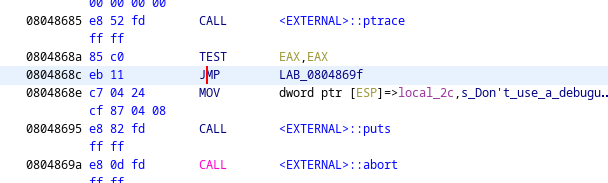 00 00 00 00
08048685 e8 52 fd CALL <EXTERNAL>::ptrace
ff ff
0804868a 85 c0 TEST EAX,EAX
0804868c eb 11 JMP LAB_0804869f
0804868e c7 04 24 MOV dword ptr [ESP]=>local_2c,s_Don't_use_a_debugu..
cf 87 04 08
08048695 e8 82 fd CALL <EXTERNAL>::puts
ff ff
0804869a e8 0d fd CALL <EXTERNAL>::abort
ff ff